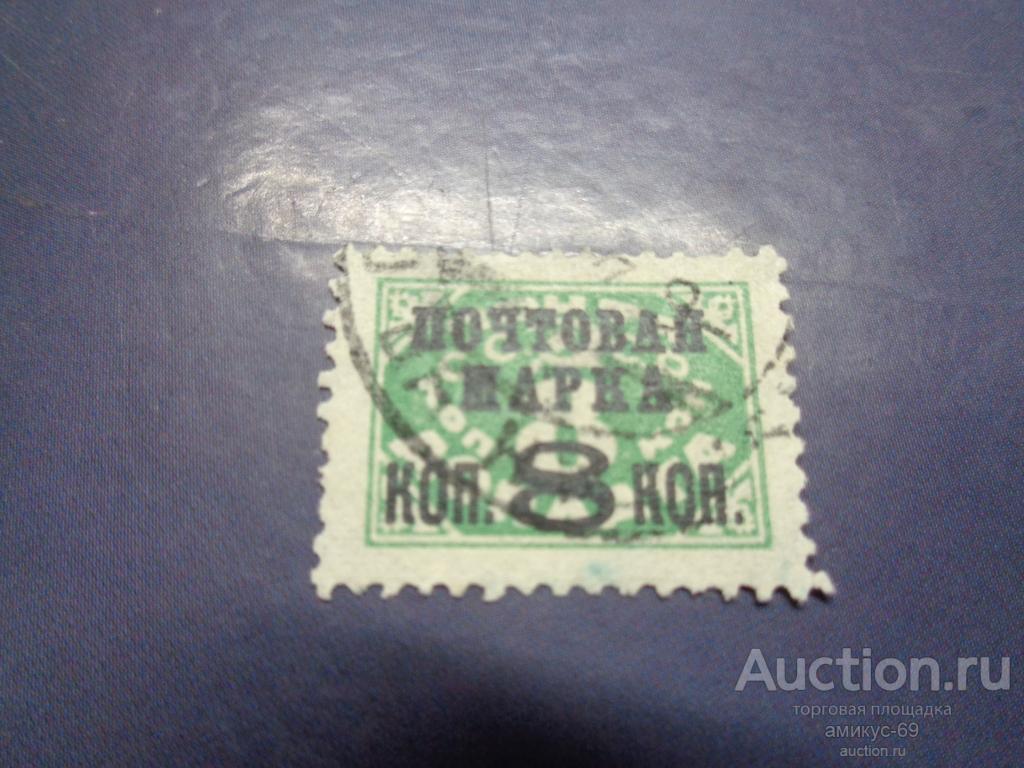 ПОЧТОВАЯ
МАРКА
КОП. 8 КОП.
Auction.ru
торговая площадка
амикус-69
auction.ru